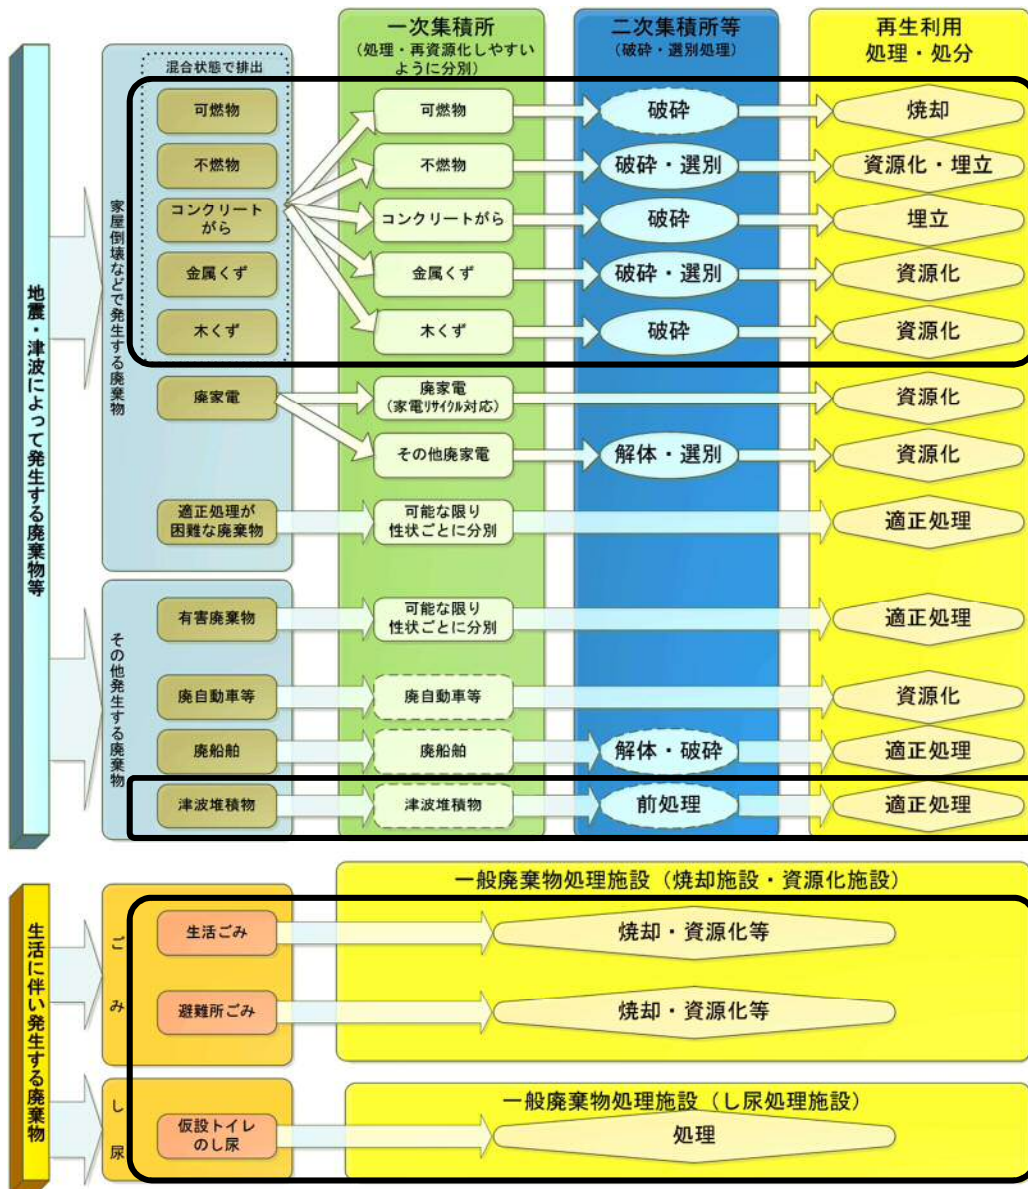 一次集積所
(処理・再資源化しやすい
ように分別)
二次集積所等
(破砕・選別処理)
再生利用
処理・処分
地震・津波によって発生する廃棄物等
家屋倒壊などで発生する廃棄物
混合状態で排出
可燃物
可燃物
破砕
焼却
不燃物
不燃物
破砕・選別
資源化・埋立
コンクリート
がら
コンクリートがら
破砕
埋立
金属くず
金属くず
破砕・選別
資源化
木くず
木くず
破砕
資源化
廃家電
廃家電
(家電リサイクル対応)
資源化
その他廃家電
解体・選別
資源化
適正処理が
困難な廃棄物
可能な限り
性状ごとに分別
適正処理
その他発生する廃棄物
有害廃棄物
可能な限り
性状ごとに分別
適正処理
廃自動車等
廃自動車等
資源化
廃船舶
廃船舶
解体・破砕
適正処理
津波堆積物
津波堆積物
前処理
適正処理
生活に伴い発生する廃棄物
ごみ
一般廃棄物処理施設(焼却施設・資源化施設)
生活ごみ
焼却・資源化等
避難所ごみ
焼却・資源化等
し尿
一般廃棄物処理施設(し尿処理施設)
仮設トイレ
のし尿
処理